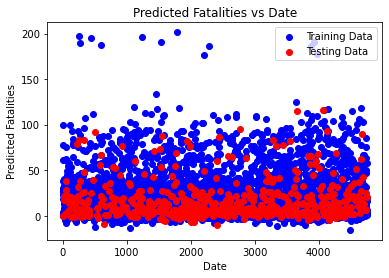 Predicted Fatalities vs Date
200
Training Data
Testing Data
150
100
50
0
Predicted Fatalities
0 1000 2000 3000 4000
Date